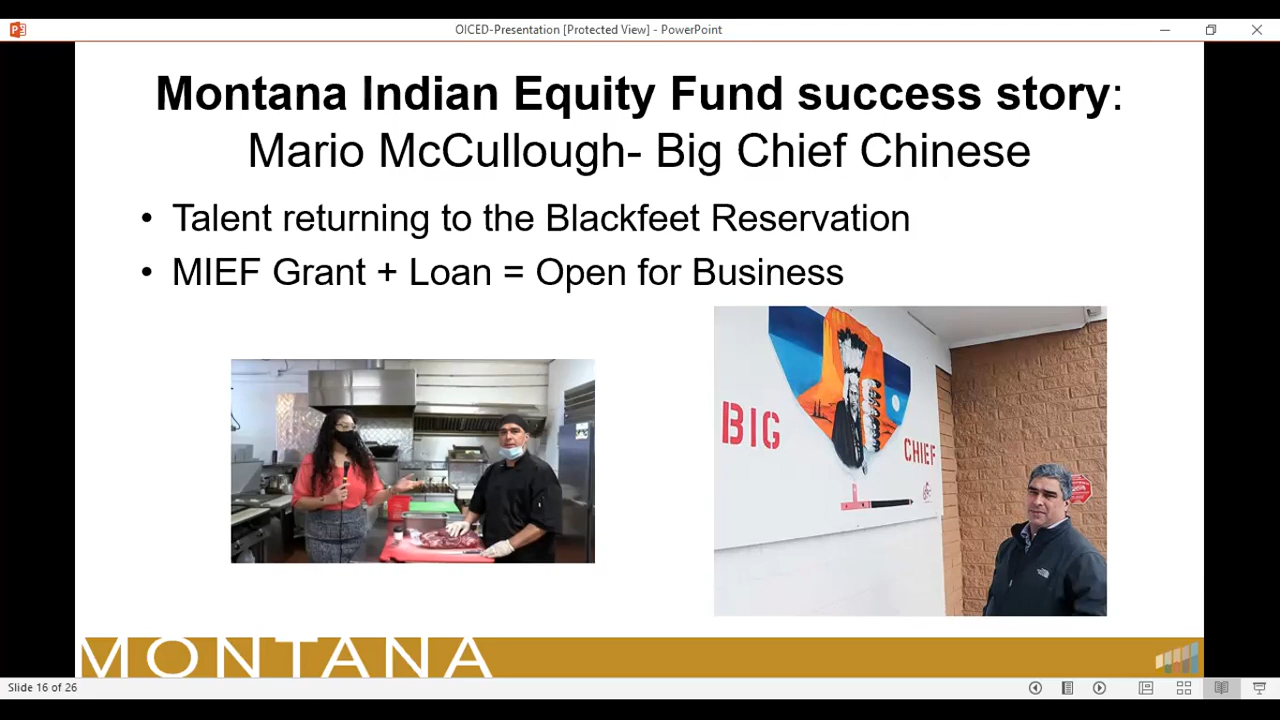 OICED-Presentation [Protected View] - PowerPoint
Montana Indian Equity Fund success story:
Mario McCullough- Big Chief Chinese
• Talent returning to the Blackfeet Reservation
• MIEF Grant + Loan = Open for Business
BIG
CHIEF
MONTANA
Slide 16 of 26